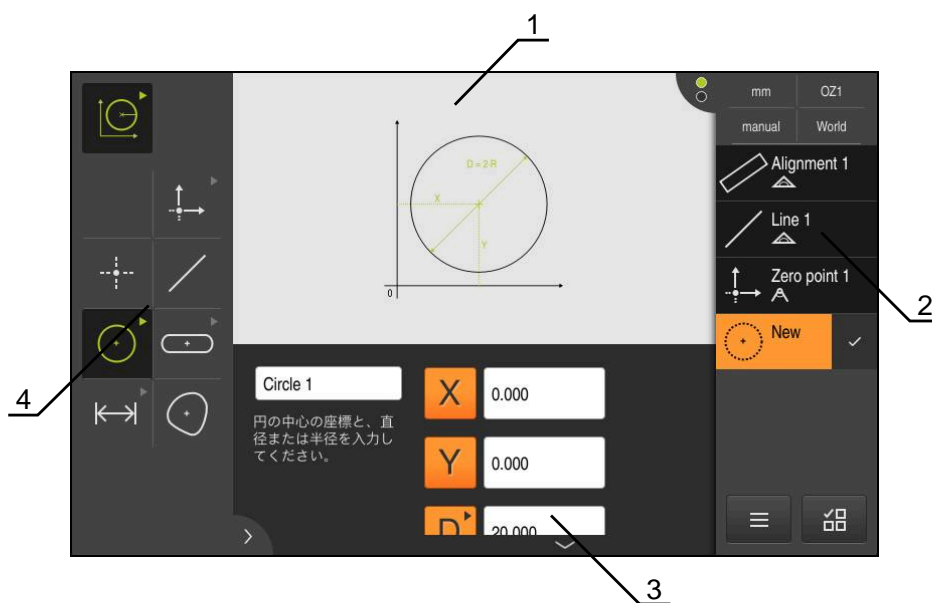 1
mm
OZ1
manual
World
D=2R
X
Y
0
Alignment 1
Line 1
Zero point 1
New
2
4
Circle 1
円の中心の座標と、直
径または半径を入力し
てください。
X
0.000
Y
0.000
D
20.000
3